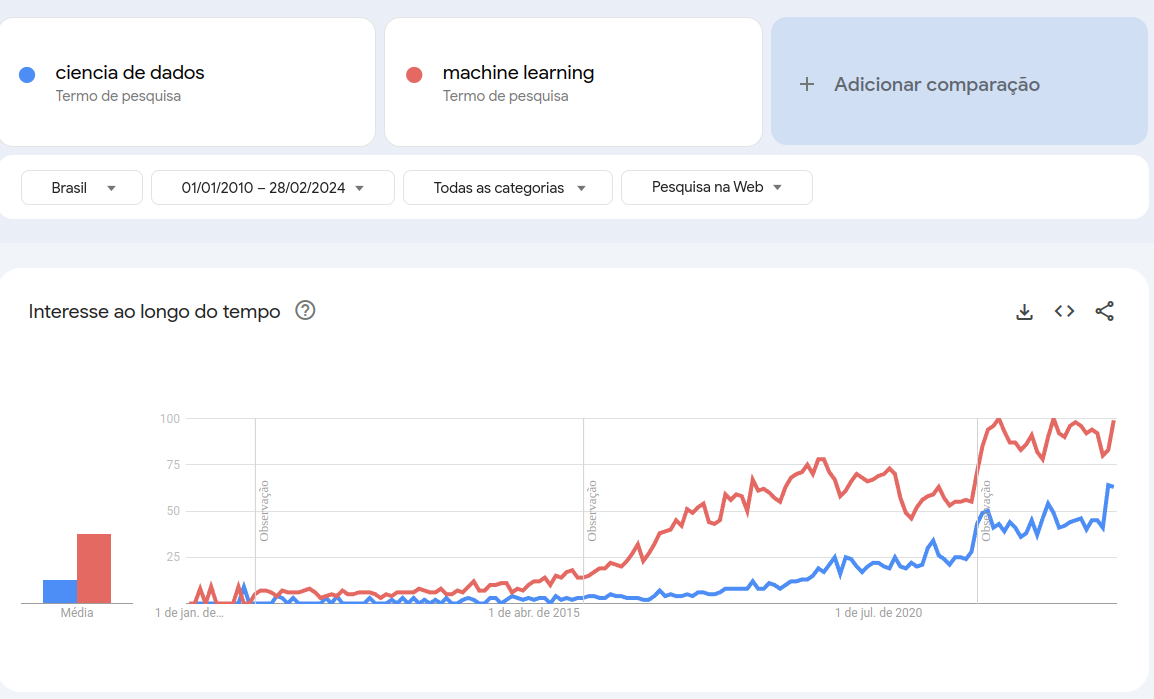 ciencia de dados
Termo de pesquisa
machine learning
Termo de pesquisa
+ Adicionar comparação
Brasil
01/01/2010 – 28/02/2024
Todas as categorias
Pesquisa na Web
Interesse ao longo do tempo
100
75
50
25
Observação
Observação
Observação
Média
1 de jan. de…
1 de abr. de 2015
1 de jul. de 2020